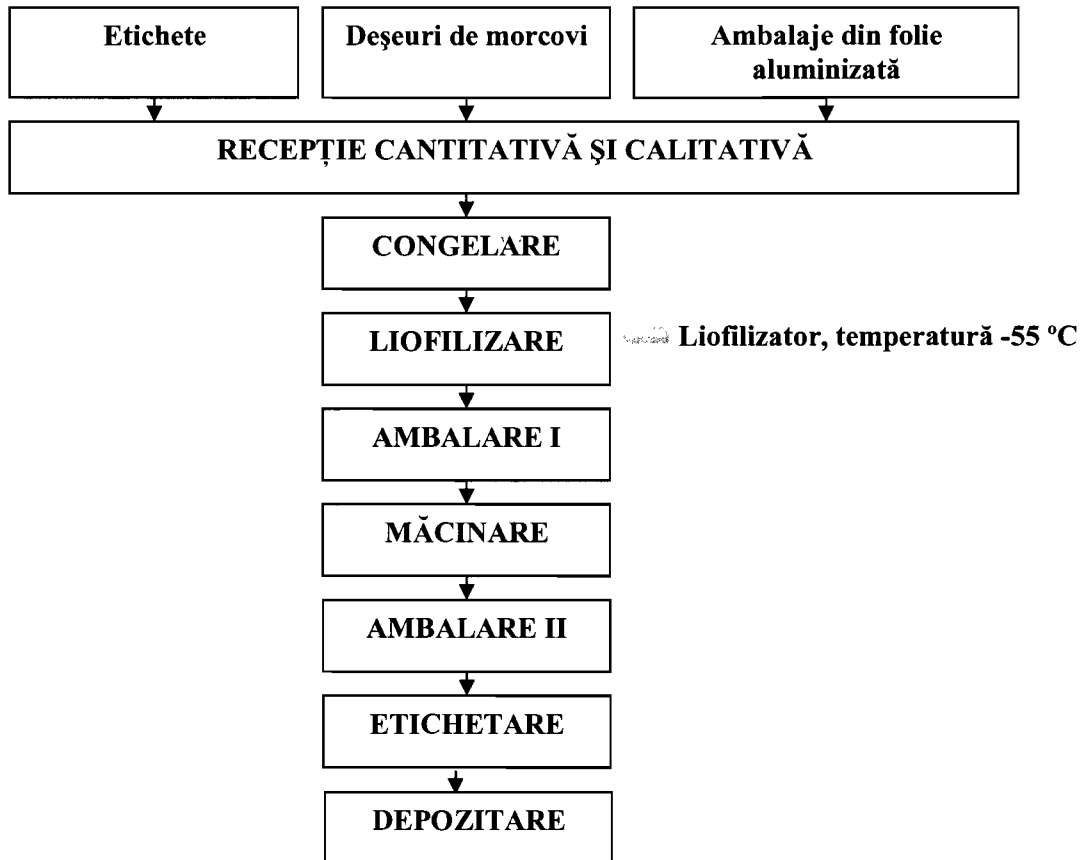 Etichete
Deşeuri de morcovi
Ambalaje din folie
aluminizată
RECEPȚIE CANTITATIVĂ ŞI CALITATIVĂ
CONGELARE
LIOFILIZARE
Liofilizator, temperatură -55 ºC
AMBALARE I
MĂCINARE
AMBALARE II
ETICHETARE
DEPOZITARE